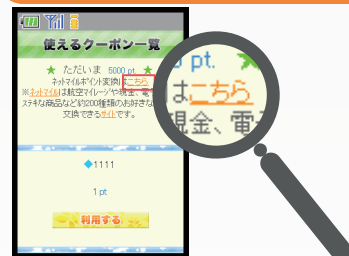 使えるクーポン一覧
★ ただいま 5000 pt. ★
ネットマイルポイント変換はこちら
※ネットマイルは航空マイレージや現金、電
ステキな商品など約200種類のお好きな
交換できるサイトです。
◆1111
1 pt
利用する
pt. ★
はこちら
現金、電